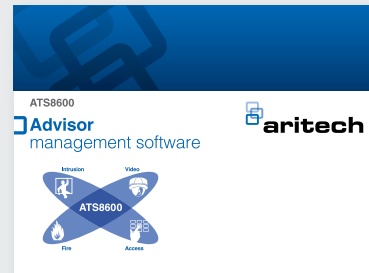 ATS8600
Advisor
management software
aritech
Intrusion
Video
ATS8600
Fire
Access